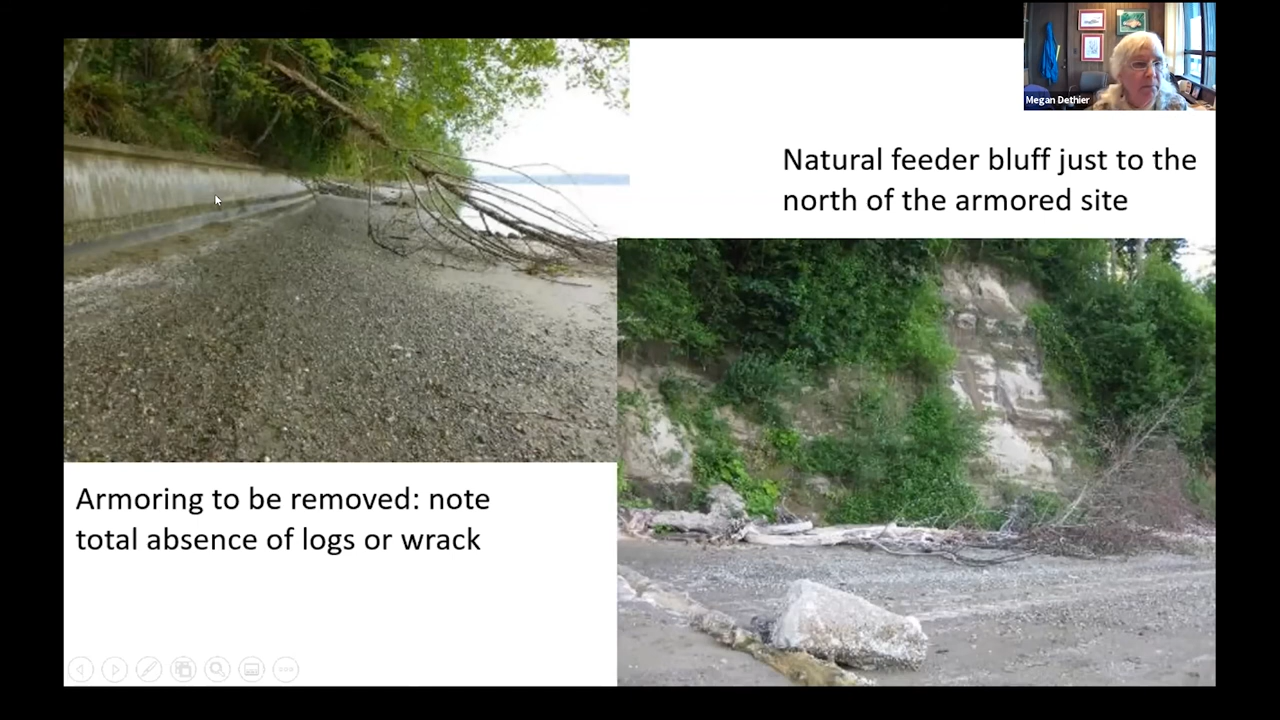 Megan Dethier
Natural feeder bluff just to the
north of the armored site
Armoring to be removed: note
total absence of logs or wrack